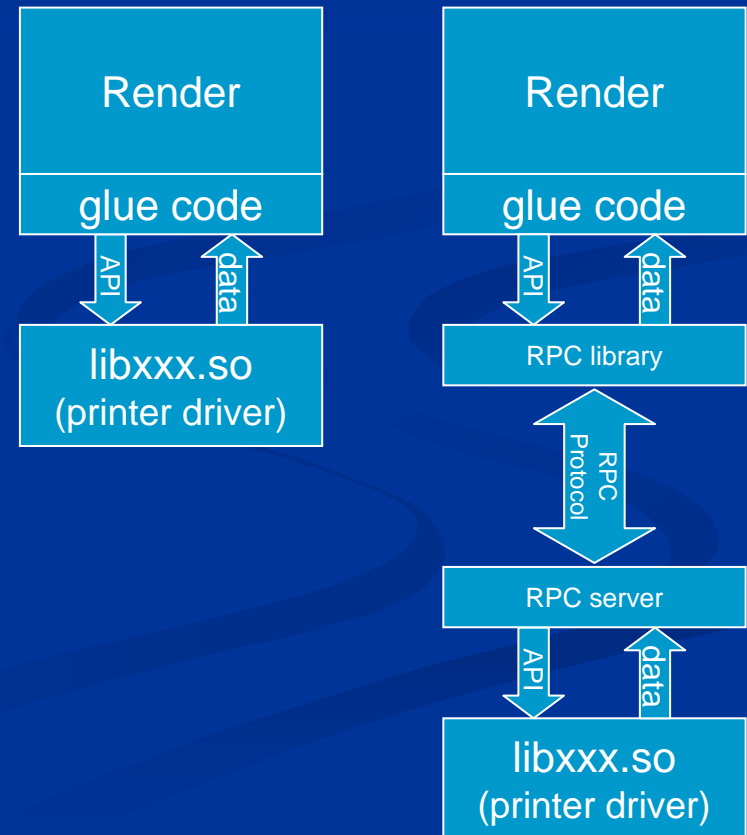 Render
glue code
API
data
libxxx.so
(printer driver)
Render
glue code
API
data
RPC library
RPC
Protocol
RPC server
API
data
libxxx.so
(printer driver)